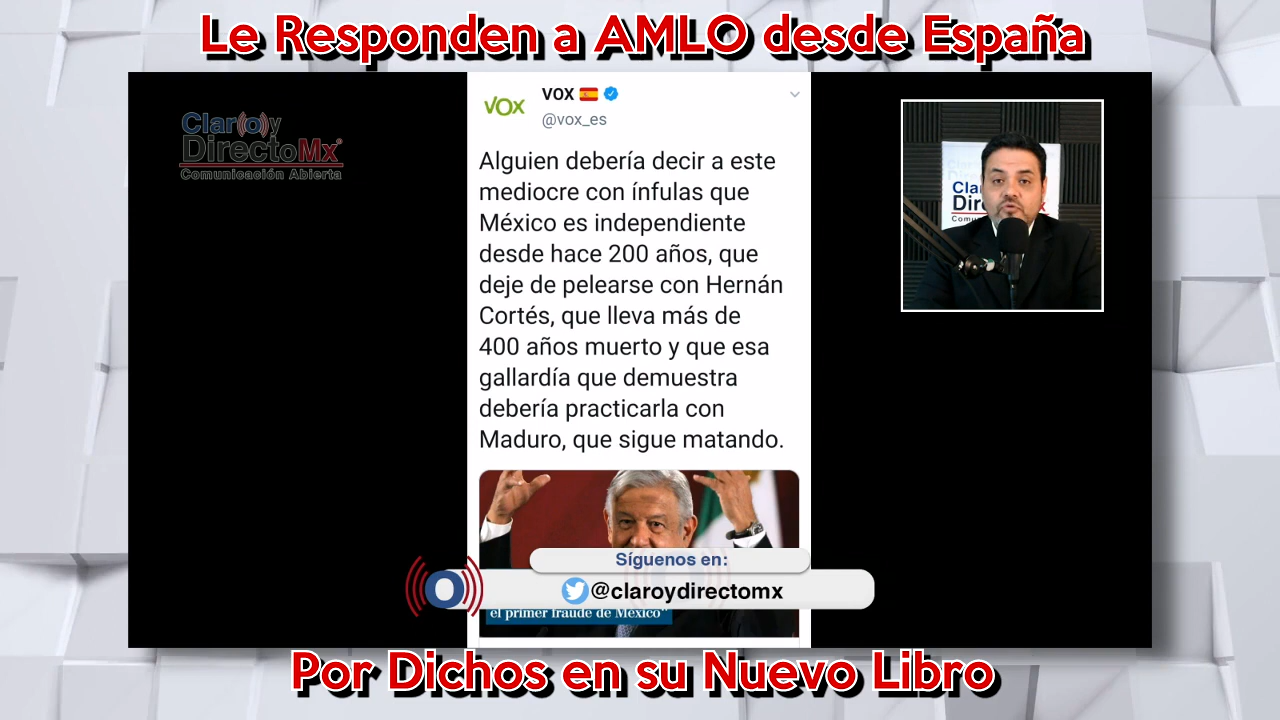 Le Responden a AMLO desde España
Clar(o)y
DirectoMx®
Comunicación Abierta
VOX
VOX
@vox_es
Alguien debería decir a este
mediocre con ínfulas que
México es independiente
desde hace 200 años, que
deje de pelearse con Hernán
Cortés, que lleva más de
400 años muerto y que esa
gallardía que demuestra
debería practicarla con
Maduro, que sigue matando.
Síguenos en:
@claroydirectomx
el primer fraude de México"
Por Dichos en su Nuevo Libro